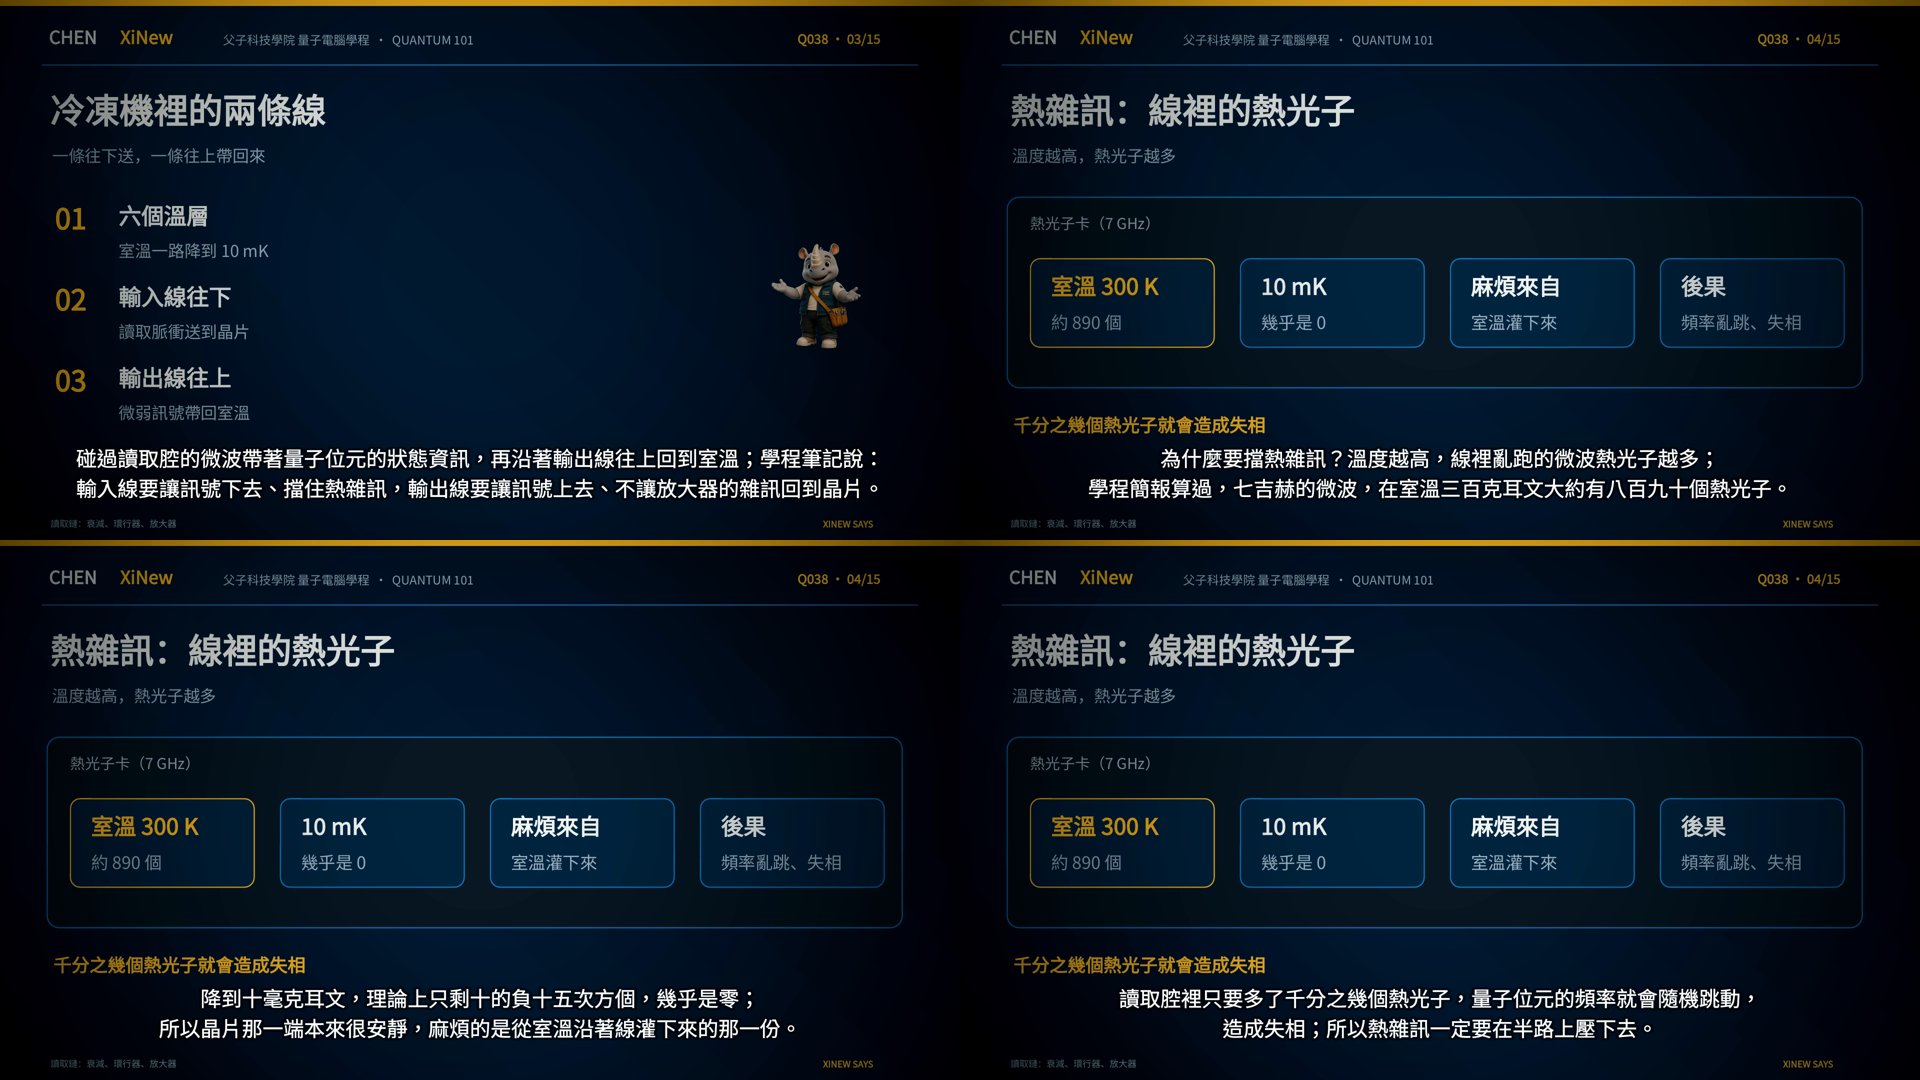 CHEN XiNew 父子科技學院 量子電腦學程 · QUANTUM 101 Q038 · 03/15
冷凍機裡的兩條線
一條往下送，一條往上帶回來
01 六個溫層
室溫一路降到 10 mK
02 輸入線往下
讀取脈衝送到晶片
03 輸出線往上
微弱訊號帶回室溫
碰過讀取腔的微波帶著量子位元的狀態資訊，再沿著輸出線往上回到室溫；學程筆記說：
輸入線要讓訊號下去、擋住熱雜訊，輸出線要讓訊號上去、不讓放大器的雜訊回到晶片。
讀取鏈：衰減、環行器、放大器 XINEW SAYS
CHEN XiNew 父子科技學院 量子電腦學程 · QUANTUM 101 Q038 · 04/15
熱雜訊：線裡的熱光子
溫度越高，熱光子越多
熱光子卡（7 GHz）
室溫 300 K
約 890 個
10 mK
幾乎是 0
麻煩來自
室溫灌下來
後果
頻率亂跳、失相
千分之幾個熱光子就會造成失相
為什麼要擋熱雜訊？溫度越高，線裡亂跑的微波熱光子越多；
學程簡報算過，七吉赫的微波，在室溫三百克耳文大約有八百九十個熱光子。
讀取鏈：衰減、環行器、放大器 XINEW SAYS
CHEN XiNew 父子科技學院 量子電腦學程 · QUANTUM 101 Q038 · 04/15
熱雜訊：線裡的熱光子
溫度越高，熱光子越多
熱光子卡（7 GHz）
室溫 300 K
約 890 個
10 mK
幾乎是 0
麻煩來自
室溫灌下來
後果
頻率亂跳、失相
千分之幾個熱光子就會造成失相
降到十毫克耳文，理論上只剩十的負十五次方個，幾乎是零；
所以晶片那一端本來很安靜，麻煩的是從室溫沿著線灌下來的那一份。
讀取鏈：衰減、環行器、放大器 XINEW SAYS
CHEN XiNew 父子科技學院 量子電腦學程 · QUANTUM 101 Q038 · 04/15
熱雜訊：線裡的熱光子
溫度越高，熱光子越多
熱光子卡（7 GHz）
室溫 300 K
約 890 個
10 mK
幾乎是 0
麻煩來自
室溫灌下來
後果
頻率亂跳、失相
千分之幾個熱光子就會造成失相
讀取腔裡只要多了千分之幾個熱光子，量子位元的頻率就會隨機跳動，
造成失相；所以熱雜訊一定要在半路上壓下去。
讀取鏈：衰減、環行器、放大器 XINEW SAYS